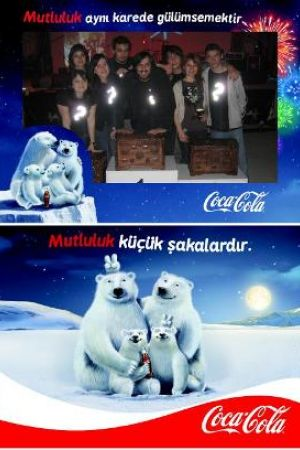 Mutluluk aynı karede gülümsemektir
? ? i ?
Coca-Cola
Mutluluk küçük şakalardır.
Coca-Cola